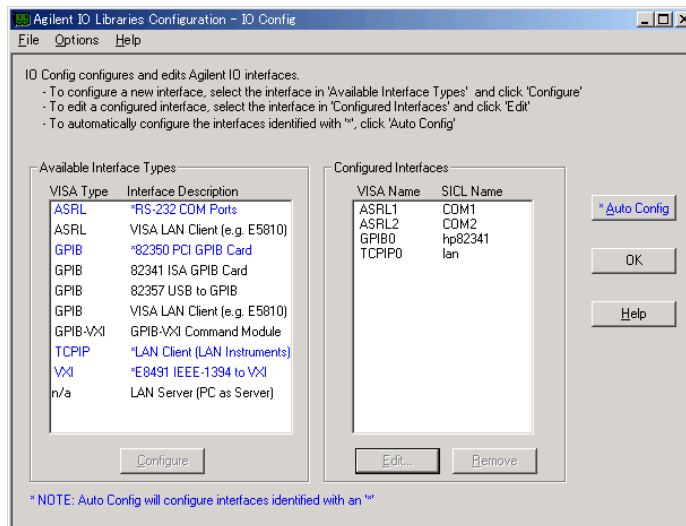 Agilent IO Libraries Configuration - IO Config
File Options Help
IO Config configures and edits Agilent IO interfaces.
- To configure a new interface, select the interface in 'Available Interface Types' and click 'Configure'
- To edit a configured interface, select the interface in 'Configured Interfaces' and click 'Edit'
- To automatically configure the interfaces identified with '*', click 'Auto Config'
Available Interface Types
VISA Type Interface Description
ASRL *RS-232 COM Ports
ASRL VISA LAN Client (e.g. E5810)
GPIB *82350 PCI GPIB Card
GPIB 82341 ISA GPIB Card
GPIB 82357 USB to GPIB
GPIB VISA LAN Client (e.g. E5810)
GPIB-VXI GPIB-VXI Command Module
TCPIP *LAN Client (LAN Instruments)
VXI *E8491 IEEE-1394 to VXI
n/a LAN Server (PC as Server)
Configure
Configured Interfaces
VISA Name SICL Name
ASRL1 COM1
ASRL2 COM2
GPIB0 hp82341
TCPIP0 lan
Edit... Remove
* Auto Config
OK
Help
* NOTE: Auto Config will configure interfaces identified with an '*'